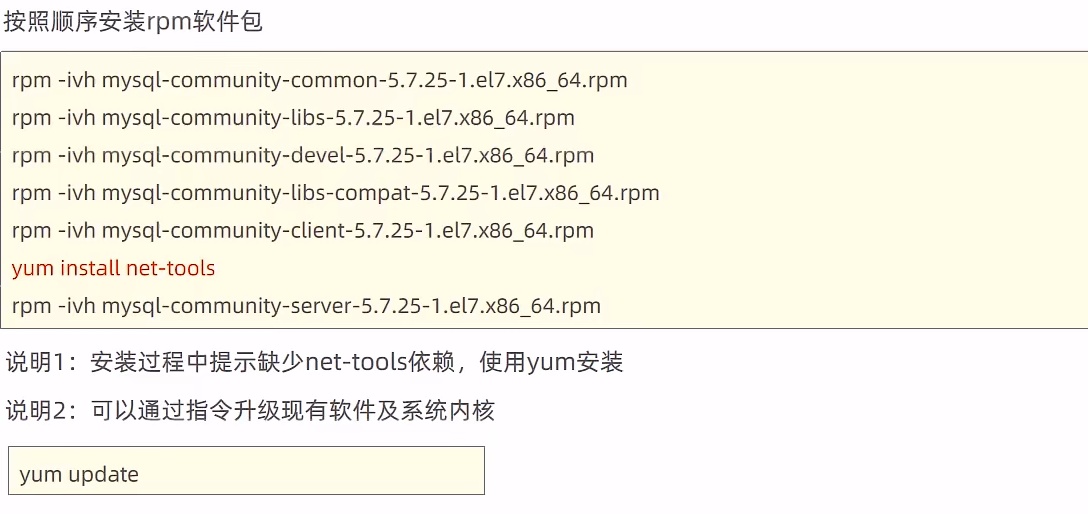 按照顺序安装rpm软件包
rpm -ivh mysql-community-common-5.7.25-1.el7.x86_64.rpm
rpm -ivh mysql-community-libs-5.7.25-1.el7.x86_64.rpm
rpm -ivh mysql-community-devel-5.7.25-1.el7.x86_64.rpm
rpm -ivh mysql-community-libs-compat-5.7.25-1.el7.x86_64.rpm
rpm -ivh mysql-community-client-5.7.25-1.el7.x86_64.rpm
yum install net-tools
rpm -ivh mysql-community-server-5.7.25-1.el7.x86_64.rpm
说明1：安装过程中提示缺少net-tools依赖，使用yum安装
说明2：可以通过指令升级现有软件及系统内核
yum update